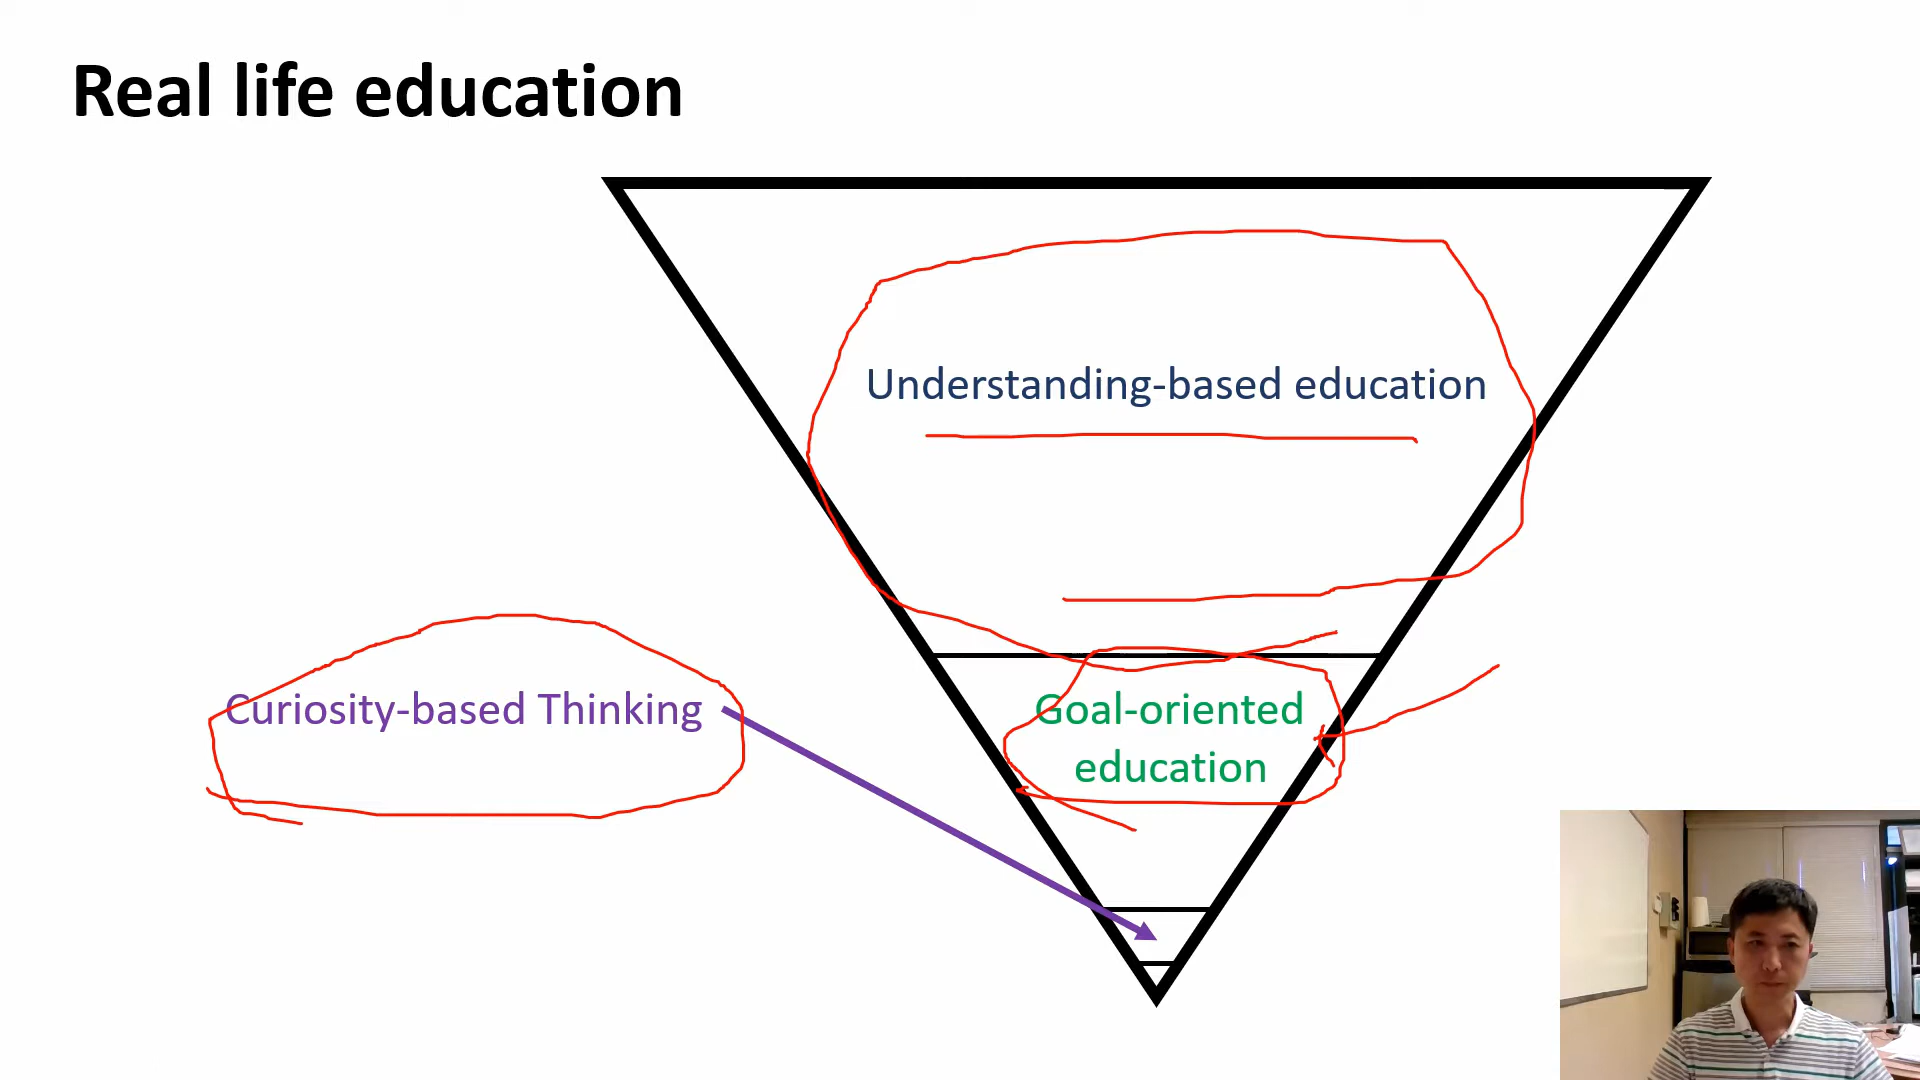 Real life education
Understanding-based education
Curiosity-based Thinking
Goal-oriented
education